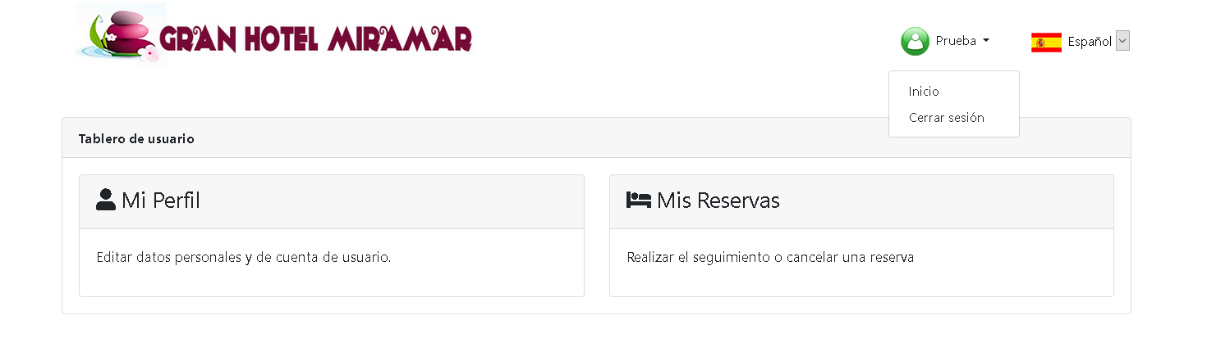 GRAN HOTEL MIRAMAR
Prueba
Español
Inicio
Cerrar sesión
Tablero de usuario
Mi Perfil
Mis Reservas
Editar datos personales y de cuenta de usuario.
Realizar el seguimiento o cancelar una reserva